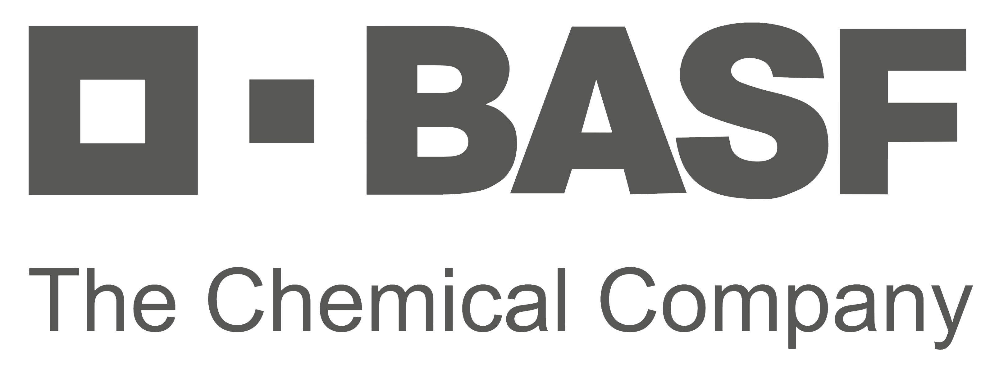 BASF
The Chemical Company